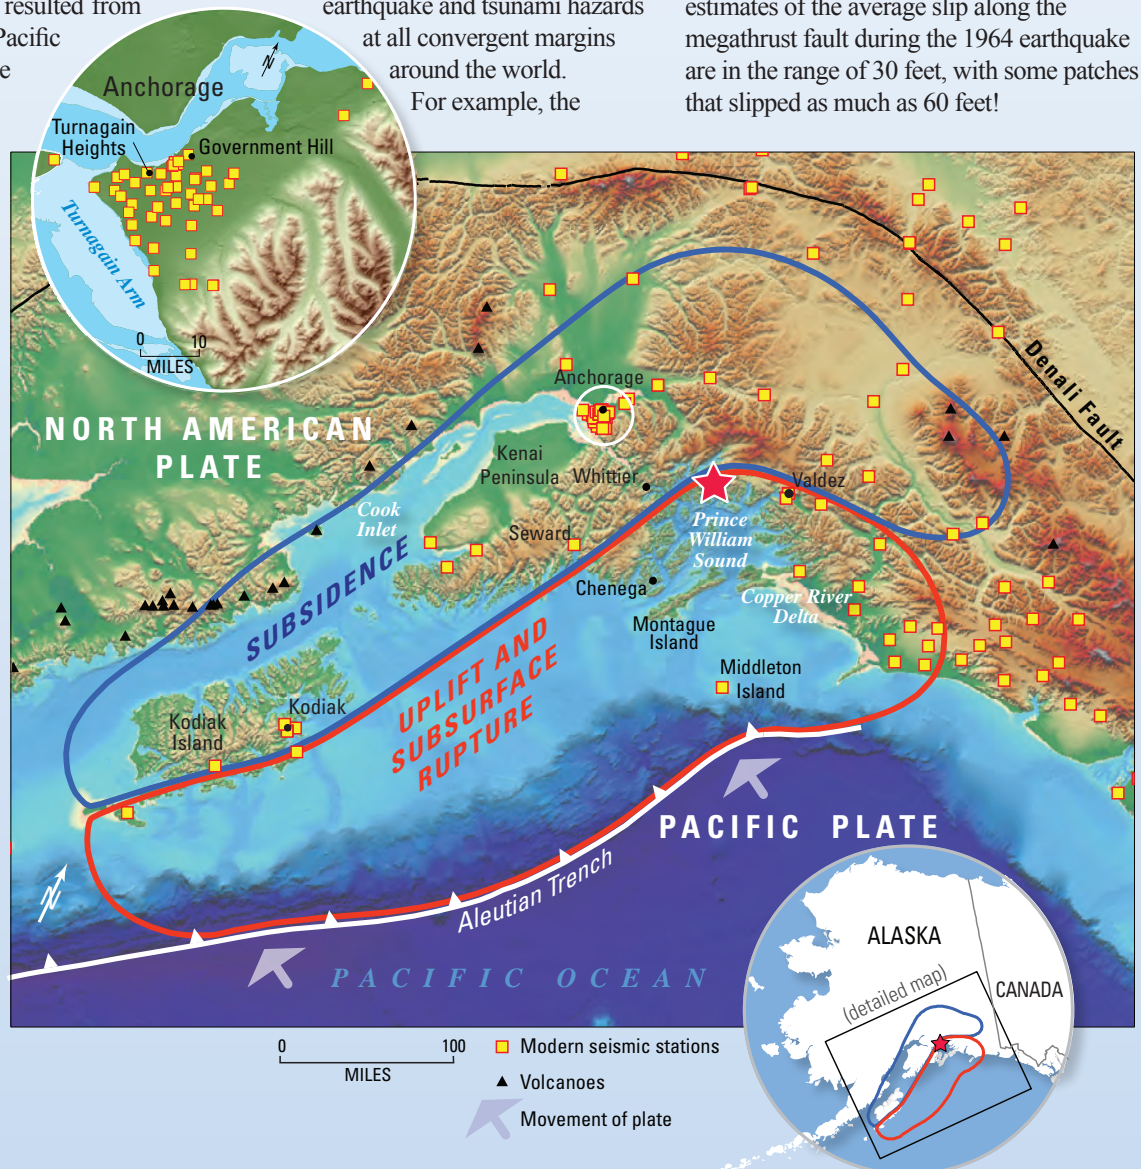 resulted from
Pacific
e
earthquake and tsunami hazards
at all convergent margins
around the world.
For example, the
estimates of the average slip along the
megathrust fault during the 1964 earthquake
are in the range of 30 feet, with some patches
that slipped as much as 60 feet!
N
Anchorage
Turnagain
Heights
Government Hill
Turnagain Arm
0 10
MILES
Denali Fault
NORTH AMERICAN
PLATE
Anchorage
Kenai
Peninsula
Whittier
Cook
Inlet
Valdez
Prince
William
Sound
Seward
SUBSIDENCE
Chenega
Copper River
Delta
Montague
Island
Middleton
Island
UPLIFT AND
SUBSURFACE
RUPTURE
Kodiak
Kodiak
Island
PACIFIC PLATE
Aleutian Trench
N
PACIFIC OCEAN
ALASKA
CANADA
(detailed map)
0 100
MILES
Modern seismic stations
Volcanoes
Movement of plate